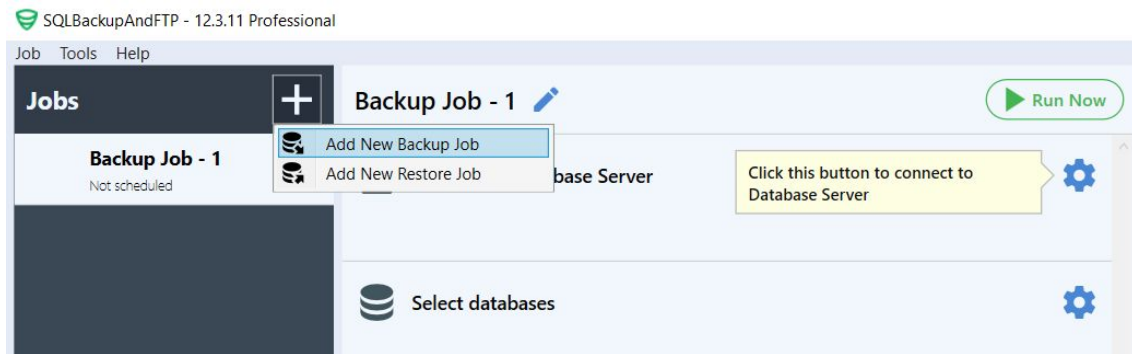 SQLBackupAndFTP - 12.3.11 Professional
Job Tools Help
Jobs
Backup Job - 1
Run Now
Add New Backup Job
Add New Restore Job
Backup Job - 1
Not scheduled
base Server
Click this button to connect to
Database Server
Select databases